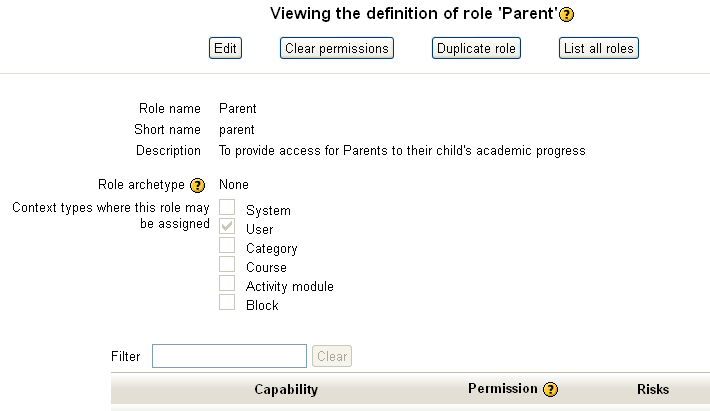 Viewing the definition of role 'Parent'?
Edit Clear permissions Duplicate role List all roles
Role name Parent
Short name parent
Description To provide access for Parents to their child's academic progress
Role archetype ? None
Context types where this role may
be assigned
System
User
Category
Course
Activity module
Block
Filter Clear
Capability Permission ? Risks